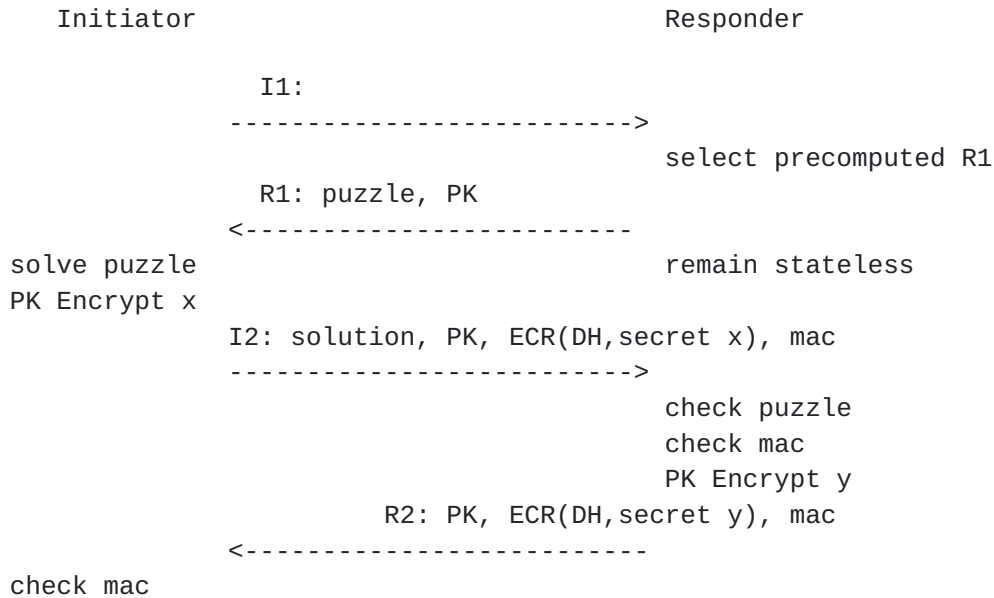 Initiator Responder
I1:
-------------------------->
select precomputed R1
R1: puzzle, PK
<--------------------------
solve puzzle remain stateless
PK Encrypt x
I2: solution, PK, ECR(DH,secret x), mac
-------------------------->
check puzzle
check mac
PK Encrypt y
R2: PK, ECR(DH,secret y), mac
<---------------------------
check mac